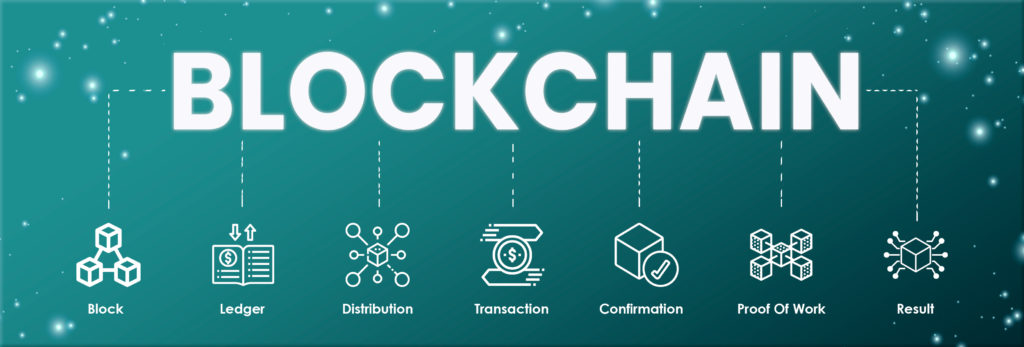 BLOCKCHAIN
Block
Ledger
Distribution
Transaction
Confirmation
Proof Of Work
Result